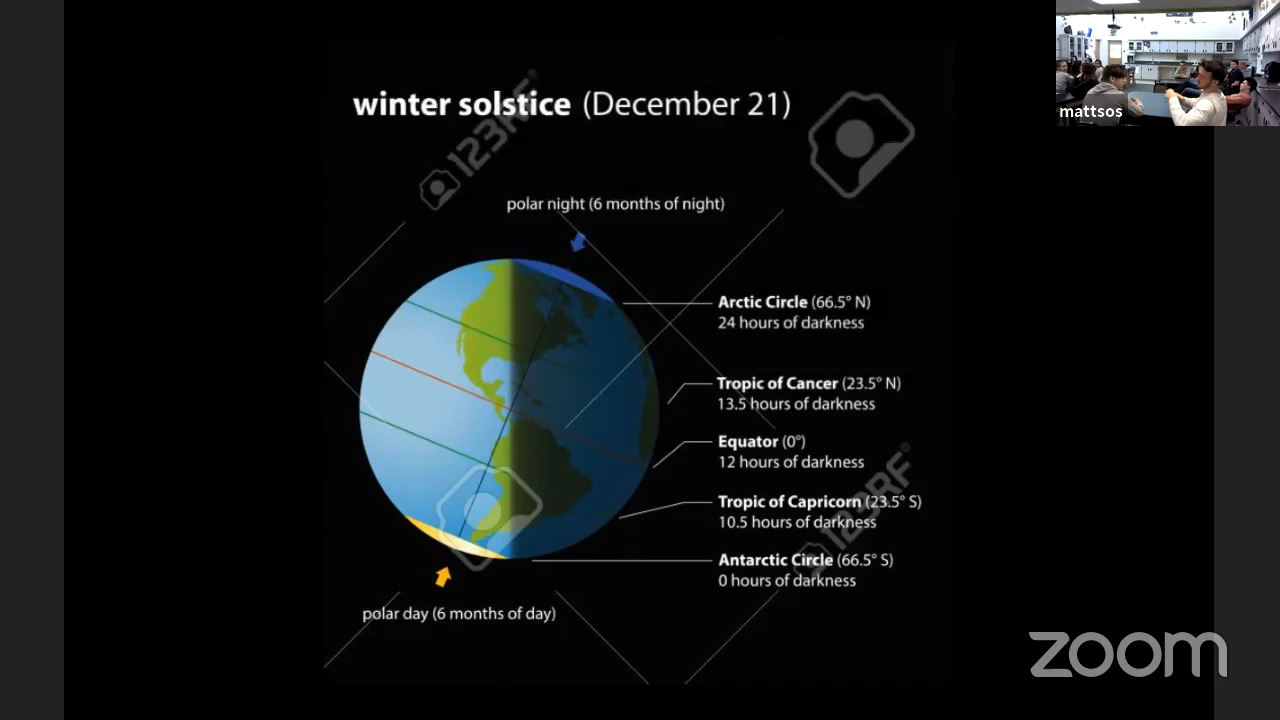 mattsos
winter solstice (December 21)
123RF
polar night (6 months of night)
Arctic Circle (66.5° N)
24 hours of darkness
Tropic of Cancer (23.5° N)
13.5 hours of darkness
Equator (0°)
12 hours of darkness
Tropic of Capricorn (23.5° S)
10.5 hours of darkness
123RF
Antarctic Circle (66.5° S)
0 hours of darkness
polar day (6 months of day)
zoom